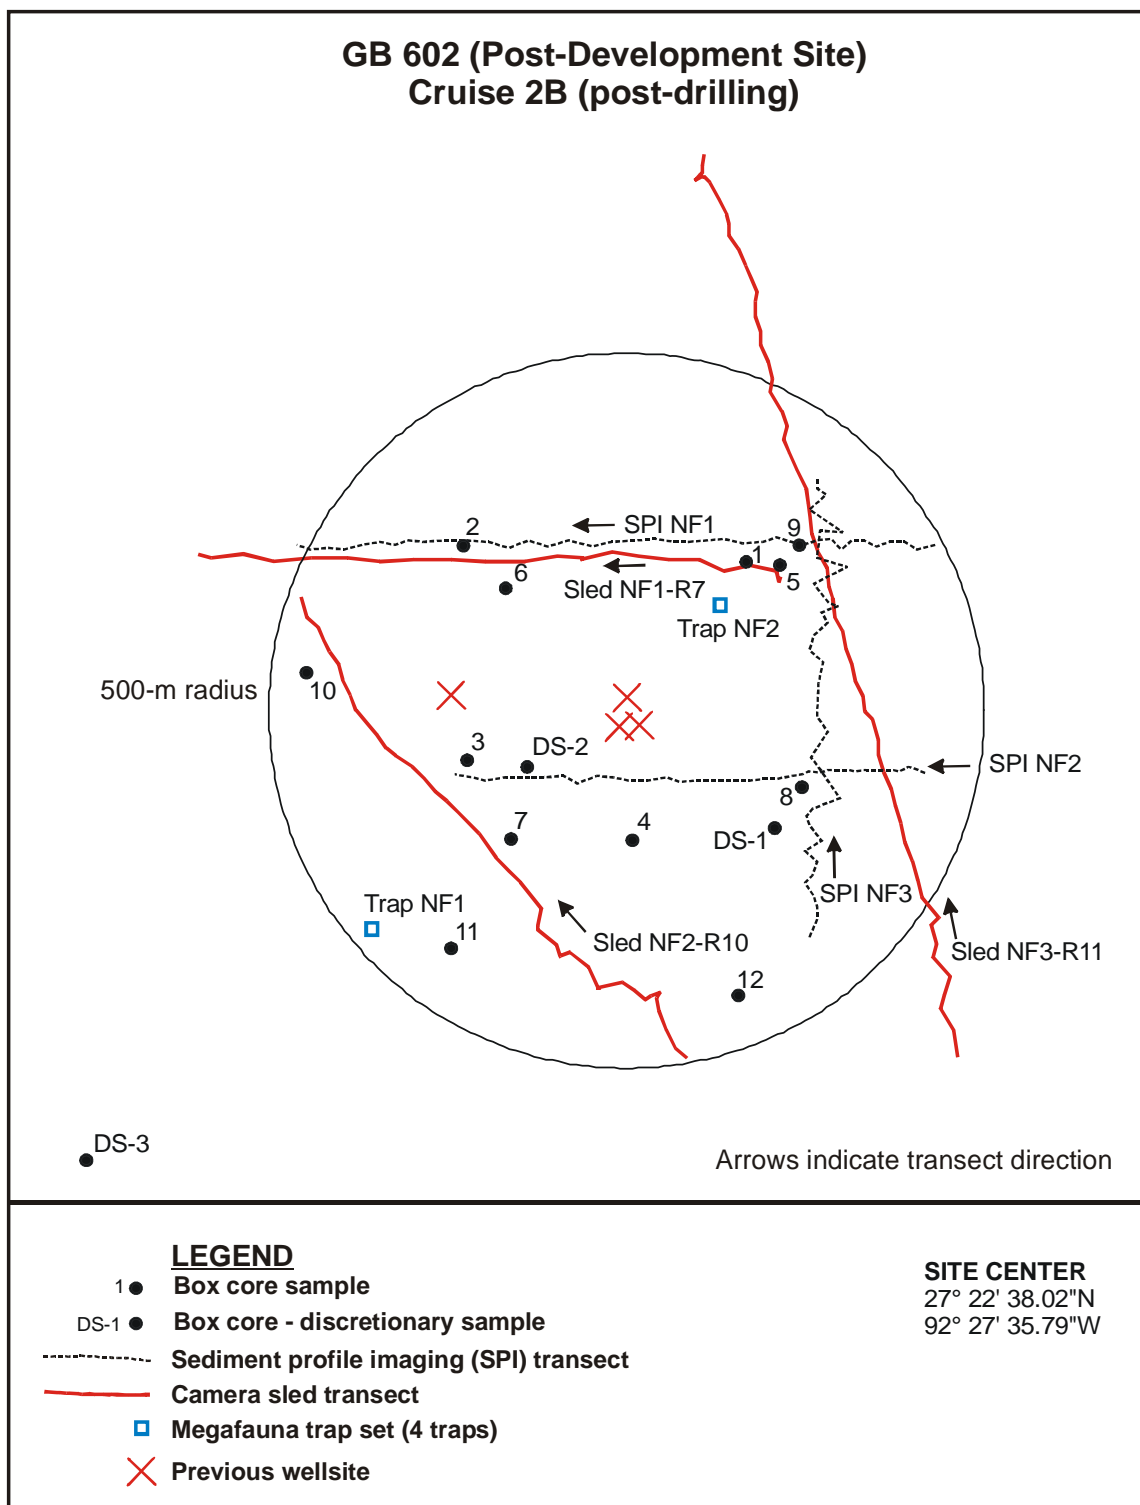 GB 602 (Post-Development Site)
Cruise 2B (post-drilling)
SPI NF1
2
9
1
5
6
Sled NF1-R7
Trap NF2
10
500-m radius
3
DS-2
SPI NF2
8
7
4
DS-1
SPI NF3
Trap NF1
11
Sled NF2-R10
Sled NF3-R11
12
DS-3
Arrows indicate transect direction
LEGEND
1 Box core sample
DS-1 Box core - discretionary sample
Sediment profile imaging (SPI) transect
Camera sled transect
Megafauna trap set (4 traps)
Previous wellsite
SITE CENTER
27° 22' 38.02"N
92° 27' 35.79"W